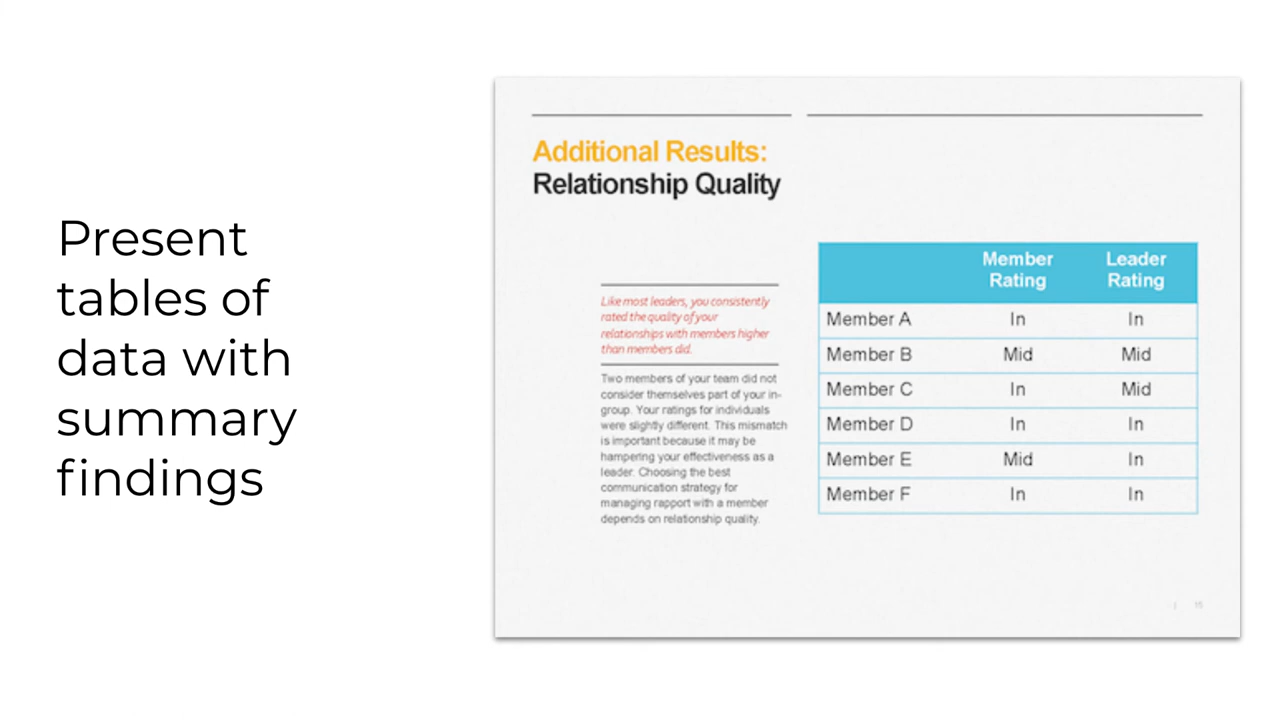 Present
tables of
data with
summary
findings
Additional Results:
Relationship Quality
Like most leaders, you consistently
rated the quality of your
relationships with members higher
than members did.
Two members of your team did not
consider themselves part of your in-
group. Your ratings for individuals
were slightly different. This mismatch
is important because it may be
hampering your effectiveness as a
leader. Choosing the best
communication strategy for
managing rapport with a member
depends on relationship quality.
Member Rating Leader Rating
Member A In In
Member B Mid Mid
Member C In Mid
Member D In In
Member E Mid In
Member F In In
| 15